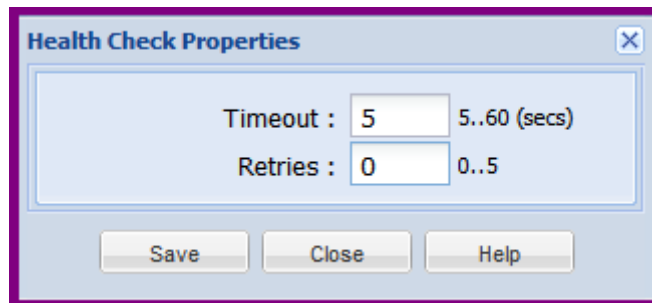 Health Check Properties
Timeout : 5 5..60 (secs)
Retries : 0 0..5
Save Close Help